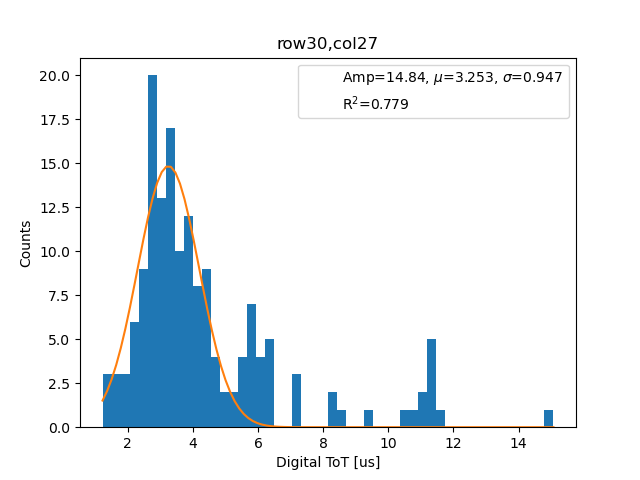 row30,col27
Amp=14.84, μ=3.253, σ=0.947
R²=0.779
20.0
17.5
15.0
12.5
10.0
7.5
5.0
2.5
0.0
Counts
2 4 6 8 10 12 14
Digital ToT [us]